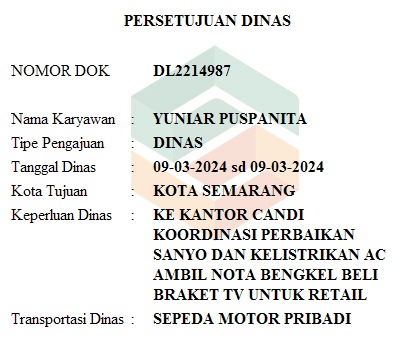 PERSETUJUAN DINAS
NOMOR DOK DL2214987
Nama Karyawan : YUNIAR PUSPANITA
Tipe Pengajuan : DINAS
Tanggal Dinas : 09-03-2024 sd 09-03-2024
Kota Tujuan : KOTA SEMARANG
Keperluan Dinas : KE KANTOR CANDI
KOORDINASI PERBAIKAN
SANYO DAN KELISTRIKAN AC
AMBIL NOTA BENGKEL BELI
BRAKET TV UNTUK RETAIL
Transportasi Dinas : SEPEDA MOTOR PRIBADI